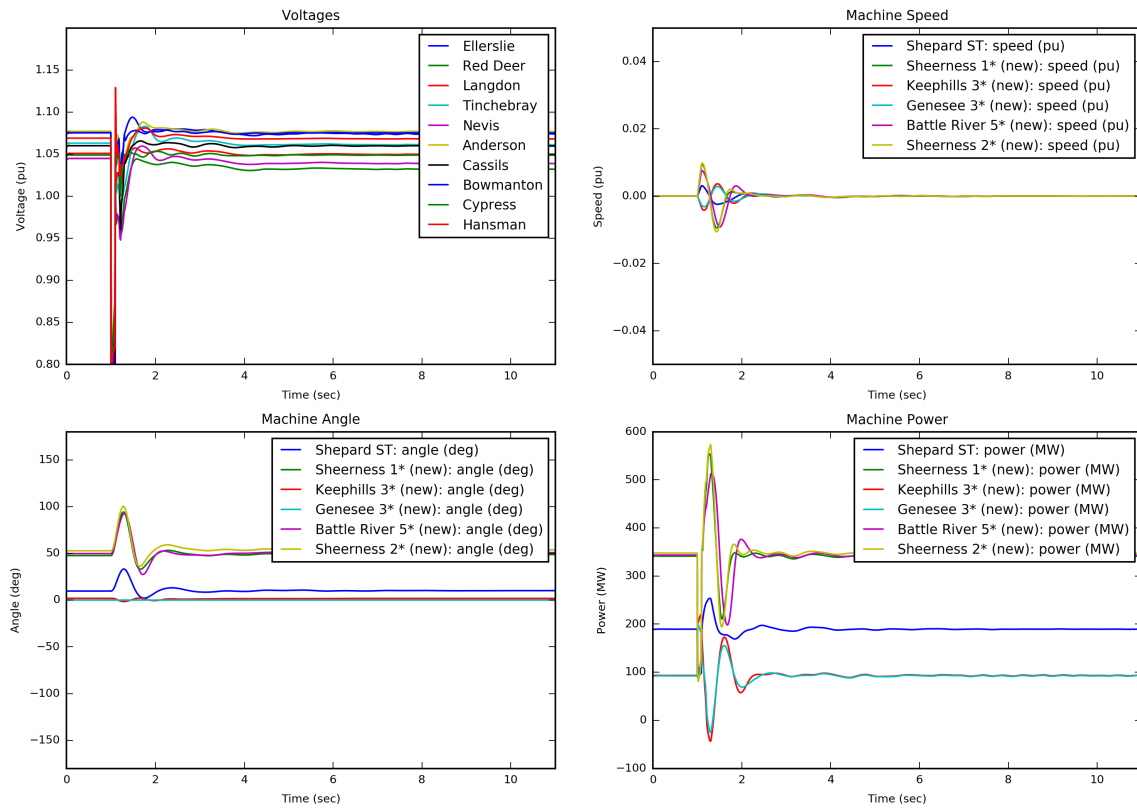 Voltages
1.15
1.10
1.05
1.00
0.95
0.90
0.85
0.80
Voltage (pu)
0 2 4 6 8 10
Time (sec)
Ellerslie
Red Deer
Langdon
Tinchebray
Nevis
Anderson
Cassils
Bowmanton
Cypress
Hansman
Machine Speed
0.04
0.02
0.00
−0.02
−0.04
Speed (pu)
0 2 4 6 8 10
Time (sec)
Shepard ST: speed (pu)
Sheerness 1* (new): speed (pu)
Keephills 3* (new): speed (pu)
Genesee 3* (new): speed (pu)
Battle River 5* (new): speed (pu)
Sheerness 2* (new): speed (pu)
Machine Angle
150
100
50
0
−50
−100
−150
Angle (deg)
0 2 4 6 8 10
Time (sec)
Shepard ST: angle (deg)
Sheerness 1* (new): angle (deg)
Keephills 3* (new): angle (deg)
Genesee 3* (new): angle (deg)
Battle River 5* (new): angle (deg)
Sheerness 2* (new): angle (deg)
Machine Power
600
500
400
300
200
100
0
−100
Power (MW)
0 2 4 6 8 10
Time (sec)
Shepard ST: power (MW)
Sheerness 1* (new): power (MW)
Keephills 3* (new): power (MW)
Genesee 3* (new): power (MW)
Battle River 5* (new): power (MW)
Sheerness 2* (new): power (MW)